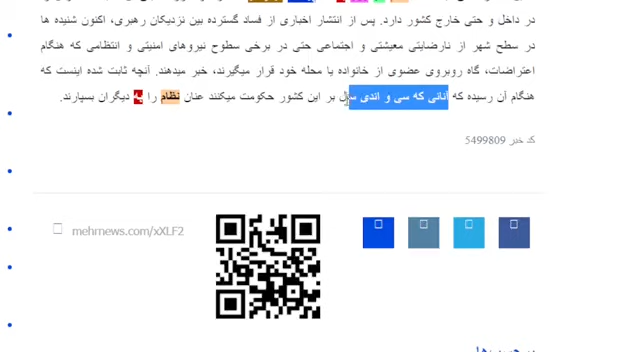 در داخل و حتی خارج کشور دارد. پس از انتشار اخباری از فساد گسترده بین نزدیکان رهبری، اکنون شنیده ها
در سطح شهر از نارضایتی معیشتی و اجتماعی حتی در برخی سطوح نیروهای امنیتی و انتظامی که هنگام
اعتراضات، گاه روبروی عضوی از خانواده یا محله خود قرار میگیرند، خبر میدهند. آنچه ثابت شده اینست که
هنگام آن رسیده که آنانی که سی و اندی سال بر این کشور حکومت میکنند عنان نظام را به دیگران بسپارند.
کد خبر 5499809
mehrnews.com/xXLF2